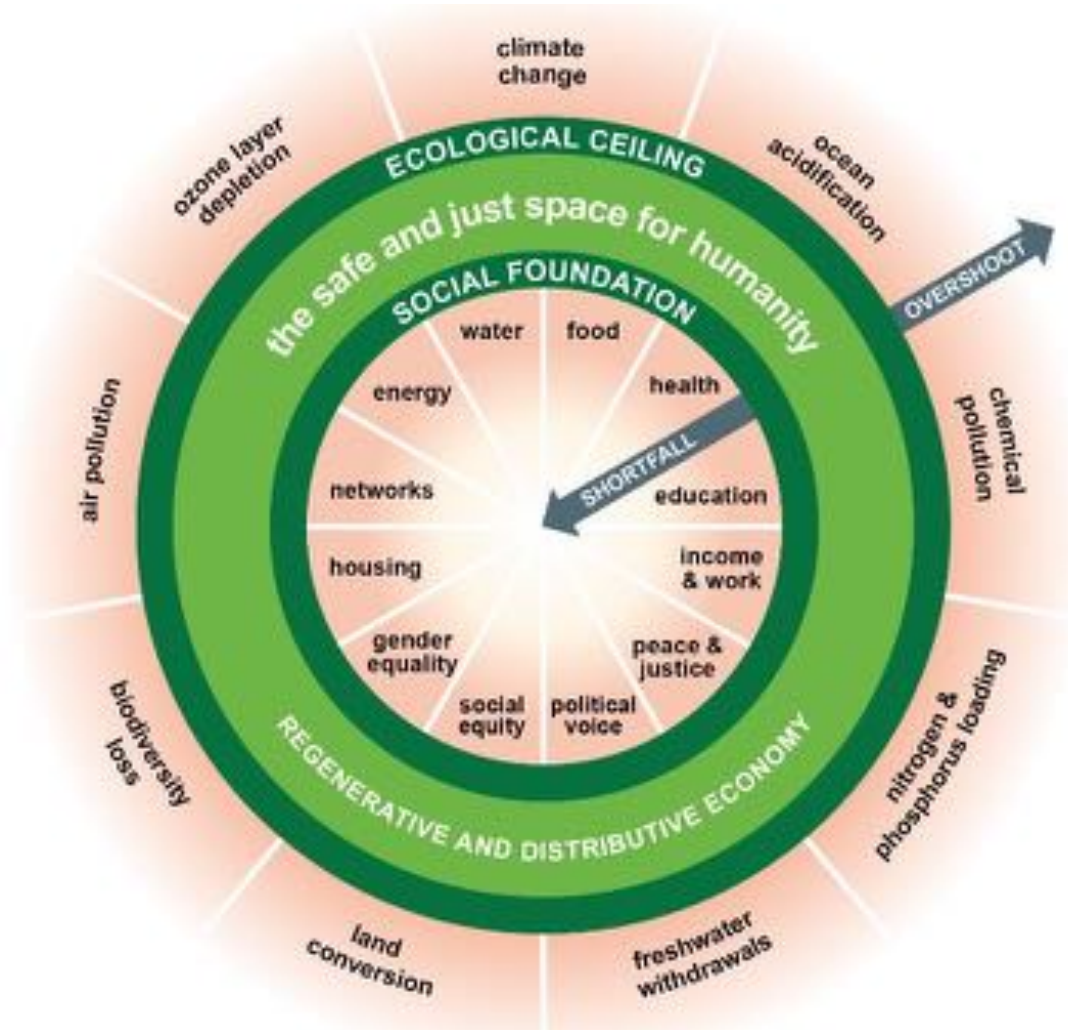 climate
change
ocean
acidification
chemical
pollution
nitrogen &
phosphorus loading
freshwater
withdrawals
land
conversion
biodiversity
loss
air pollution
ozone layer
depletion
OVERSHOOT
ECOLOGICAL CEILING
the safe and just space for humanity
SOCIAL FOUNDATION
water
food
health
SHORTFALL
education
income
& work
peace &
justice
political
voice
social
equity
gender
equality
housing
networks
energy
REGENERATIVE AND DISTRIBUTIVE ECONOMY